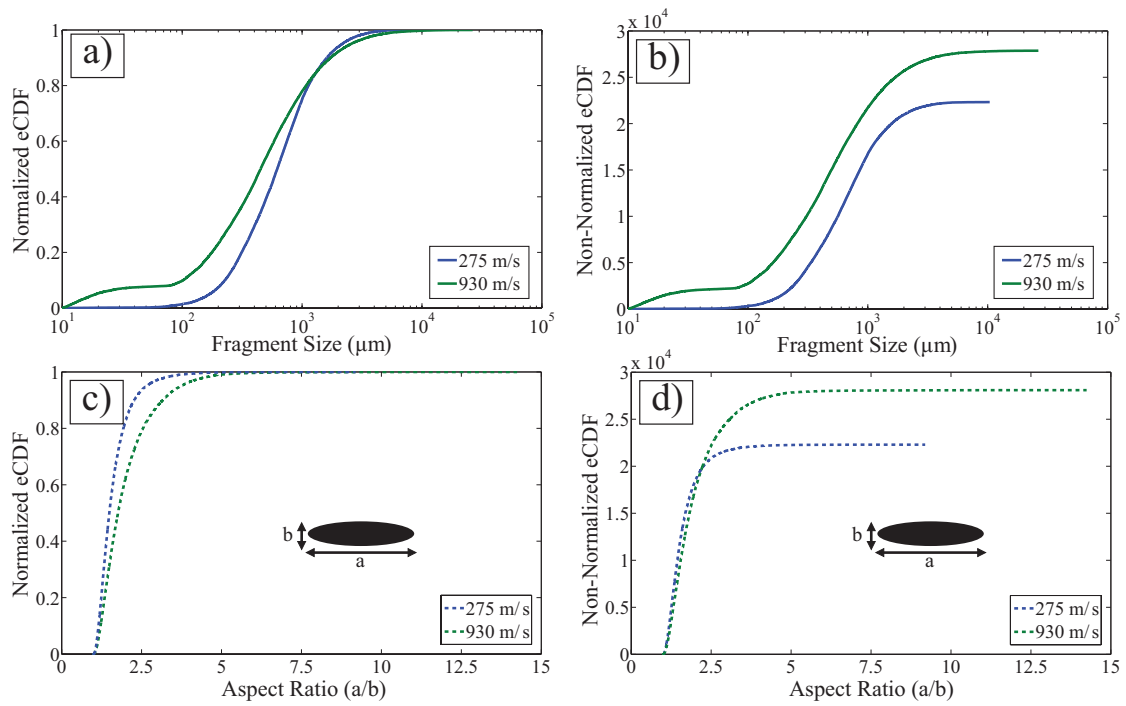 a)
Normalized eCDF
1
0.8
0.6
0.4
0.2
0
10^1 10^2 10^3 10^4 10^5
Fragment Size (µm)
275 m/s
930 m/s
b)
x 10^4
Non-Normalized eCDF
3
2.5
2
1.5
1
0.5
0
10^1 10^2 10^3 10^4 10^5
Fragment Size (µm)
275 m/s
930 m/s
c)
Normalized eCDF
1
0.8
0.6
0.4
0.2
0
0 2.5 5 7.5 10 12.5 15
Aspect Ratio (a/b)
b
a
275 m/s
930 m/s
d)
x 10^4
Non-Normalized eCDF
3
2.5
2
1.5
1
0.5
0
0 2.5 5 7.5 10 12.5 15
Aspect Ratio (a/b)
b
a
275 m/s
930 m/s